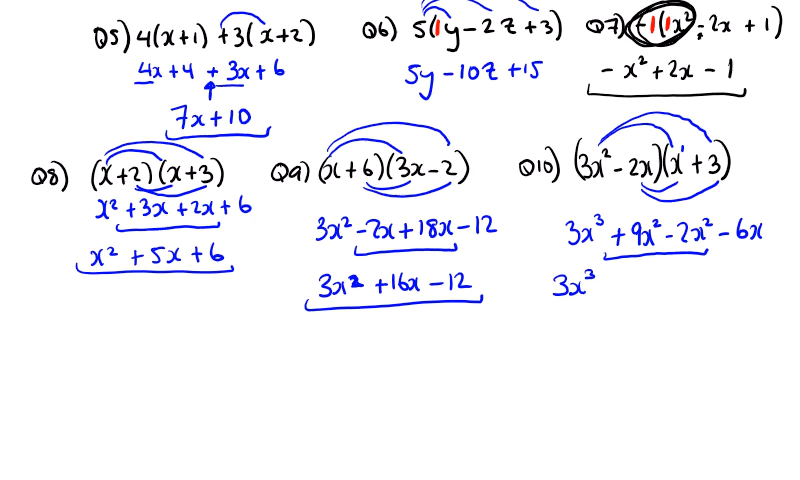 Q5) 4(x+1) +3(x+2)
4x+4 + 3x + 6
7x+10
Q6) 5(1y-2z+3)
5y -10z +15
Q7) -1(1x²-2x+1)
-x²+2x-1
Q8) (x+2)(x+3)
x²+3x+2x+6
x²+5x+6
Q9) (x+6)(3x-2)
3x²-2x+18x-12
3x²+16x-12
Q10) (3x²-2x)(x¹+3)
3x³+9x²-2x²-6x
3x³